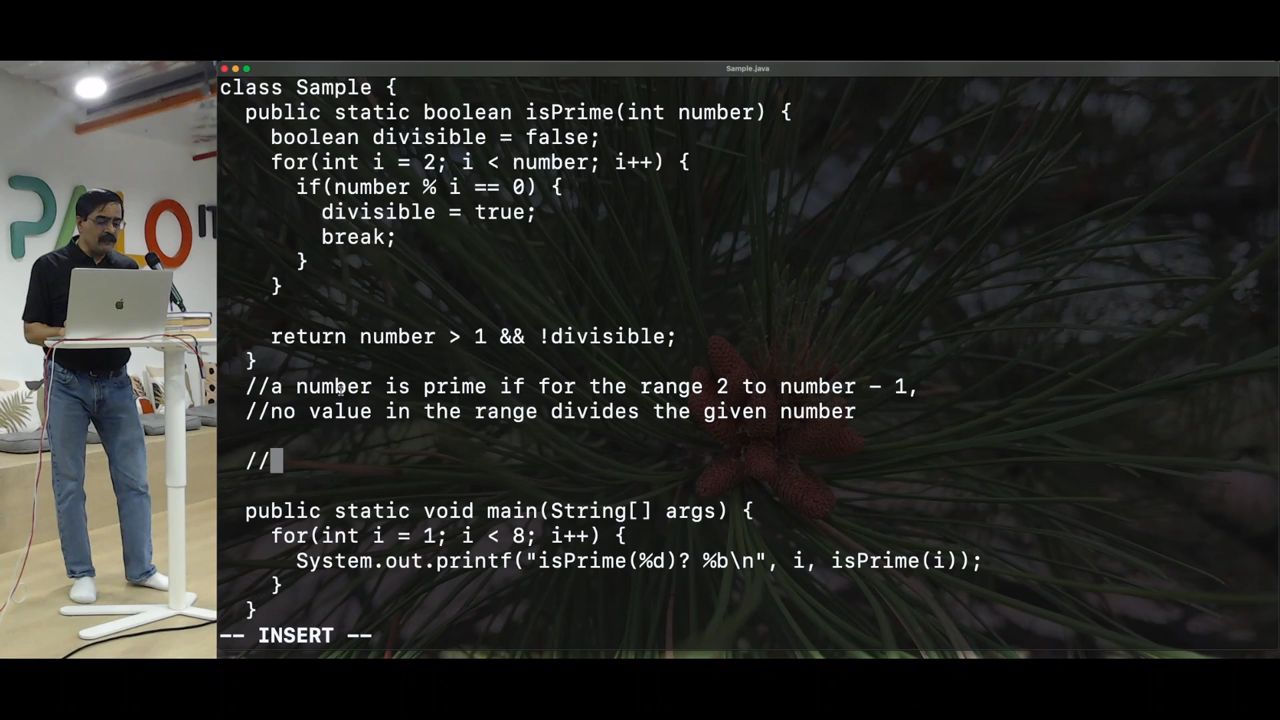 PALO IT
Sample.java
class Sample {
  public static boolean isPrime(int number) {
    boolean divisible = false;
    for(int i = 2; i < number; i++) {
      if(number % i == 0) {
        divisible = true;
        break;
      }
    }

    return number > 1 && !divisible;
  }
  //a number is prime if for the range 2 to number - 1,
  //no value in the range divides the given number

  //

  public static void main(String[] args) {
    for(int i = 1; i < 8; i++) {
      System.out.printf("isPrime(%d)? %b\n", i, isPrime(i));
    }
  }
-- INSERT --